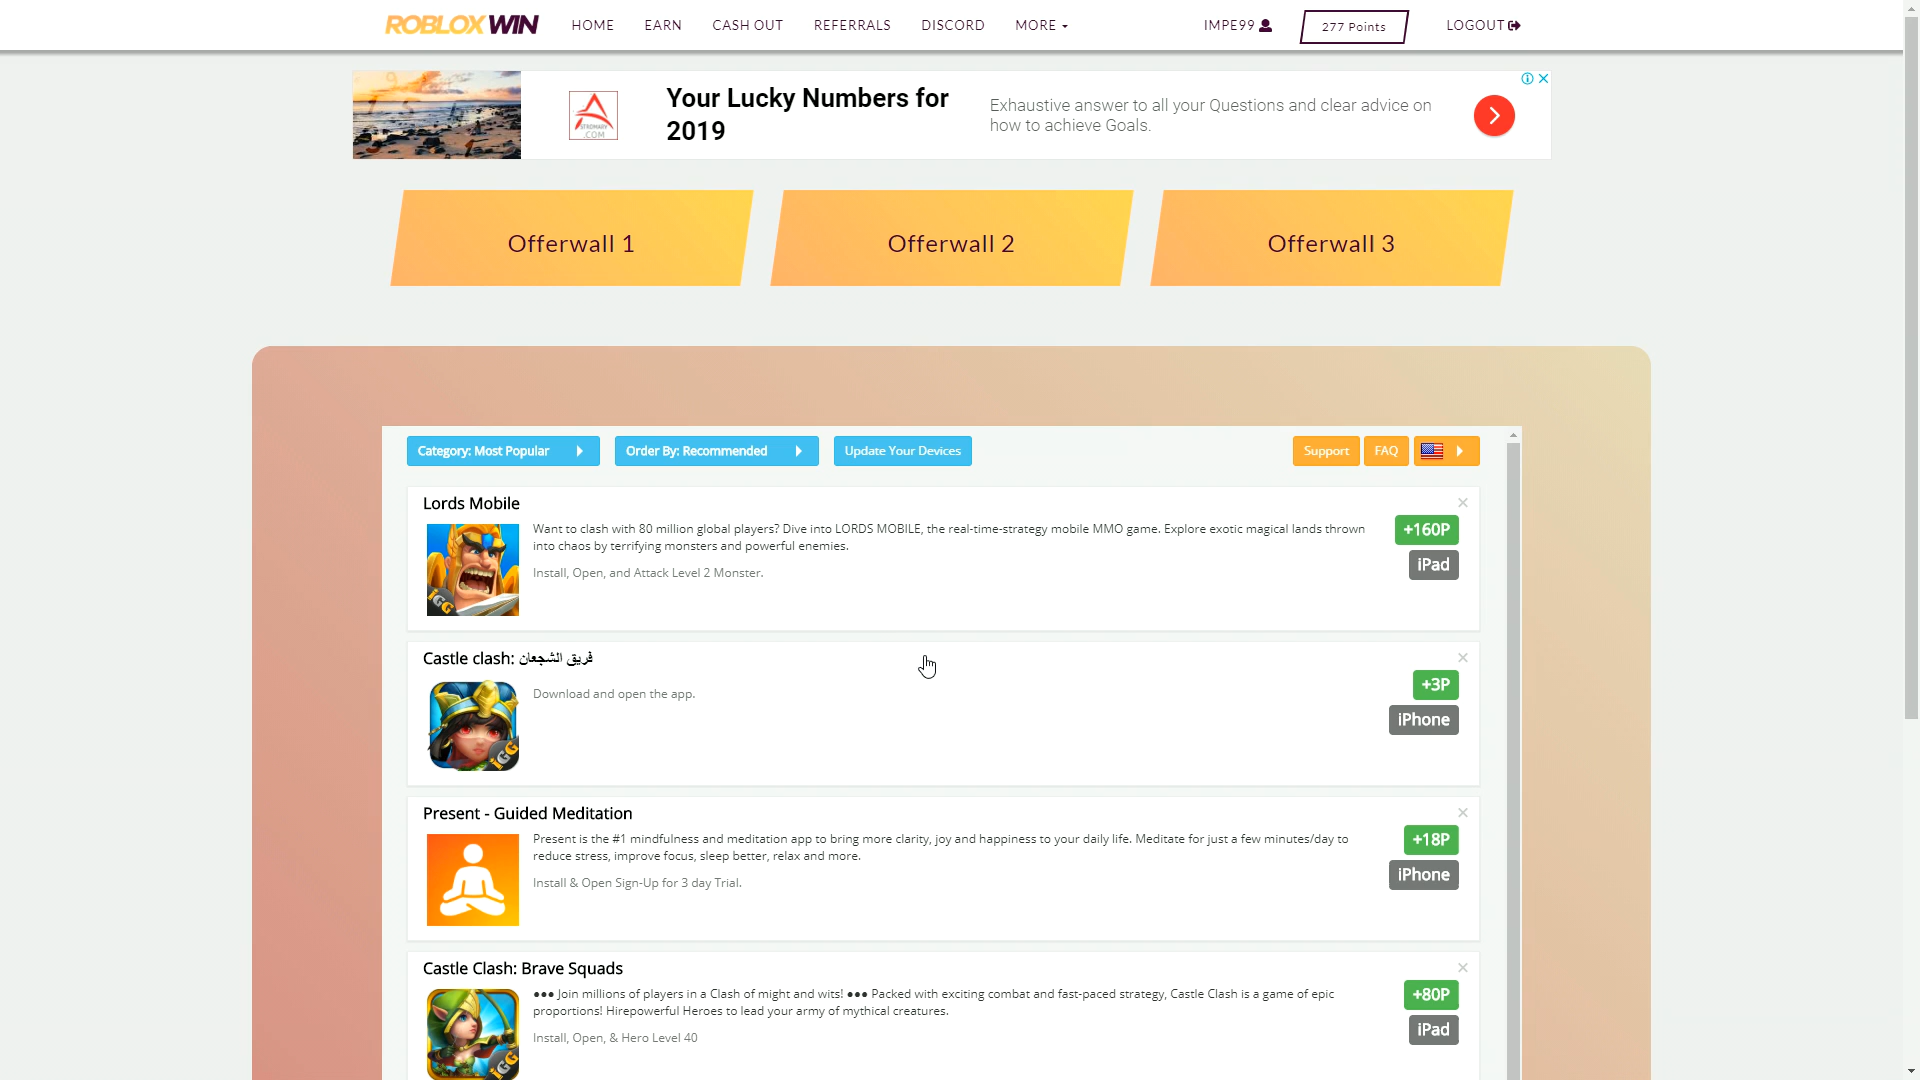 ROBLOXWIN HOME EARN CASH OUT REFERRALS DISCORD MORE IMPE99 277 Points LOGOUT
Your Lucky Numbers for
2019
Exhaustive answer to all your Questions and clear advice on
how to achieve Goals.
.COM
Offerwall 1 Offerwall 2 Offerwall 3
Category: Most Popular Order By: Recommended Update Your Devices Support FAQ
Lords Mobile
Want to clash with 80 million global players? Dive into LORDS MOBILE, the real-time-strategy mobile MMO game. Explore exotic magical lands thrown
into chaos by terrifying monsters and powerful enemies.
Install, Open, and Attack Level 2 Monster.
+160P
iPad
IGG
Castle clash: فريق الشجعان
Download and open the app.
+3P
iPhone
IGG
Present - Guided Meditation
Present is the #1 mindfulness and meditation app to bring more clarity, joy and happiness to your daily life. Meditate for just a few minutes/day to
reduce stress, improve focus, sleep better, relax and more.
Install & Open Sign-Up for 3 day Trial.
+18P
iPhone
Castle Clash: Brave Squads
●●● Join millions of players in a Clash of might and wits! ●●● Packed with exciting combat and fast-paced strategy, Castle Clash is a game of epic
proportions! Hirepowerful Heroes to lead your army of mythical creatures.
Install, Open, & Hero Level 40
+80P
iPad
IGG